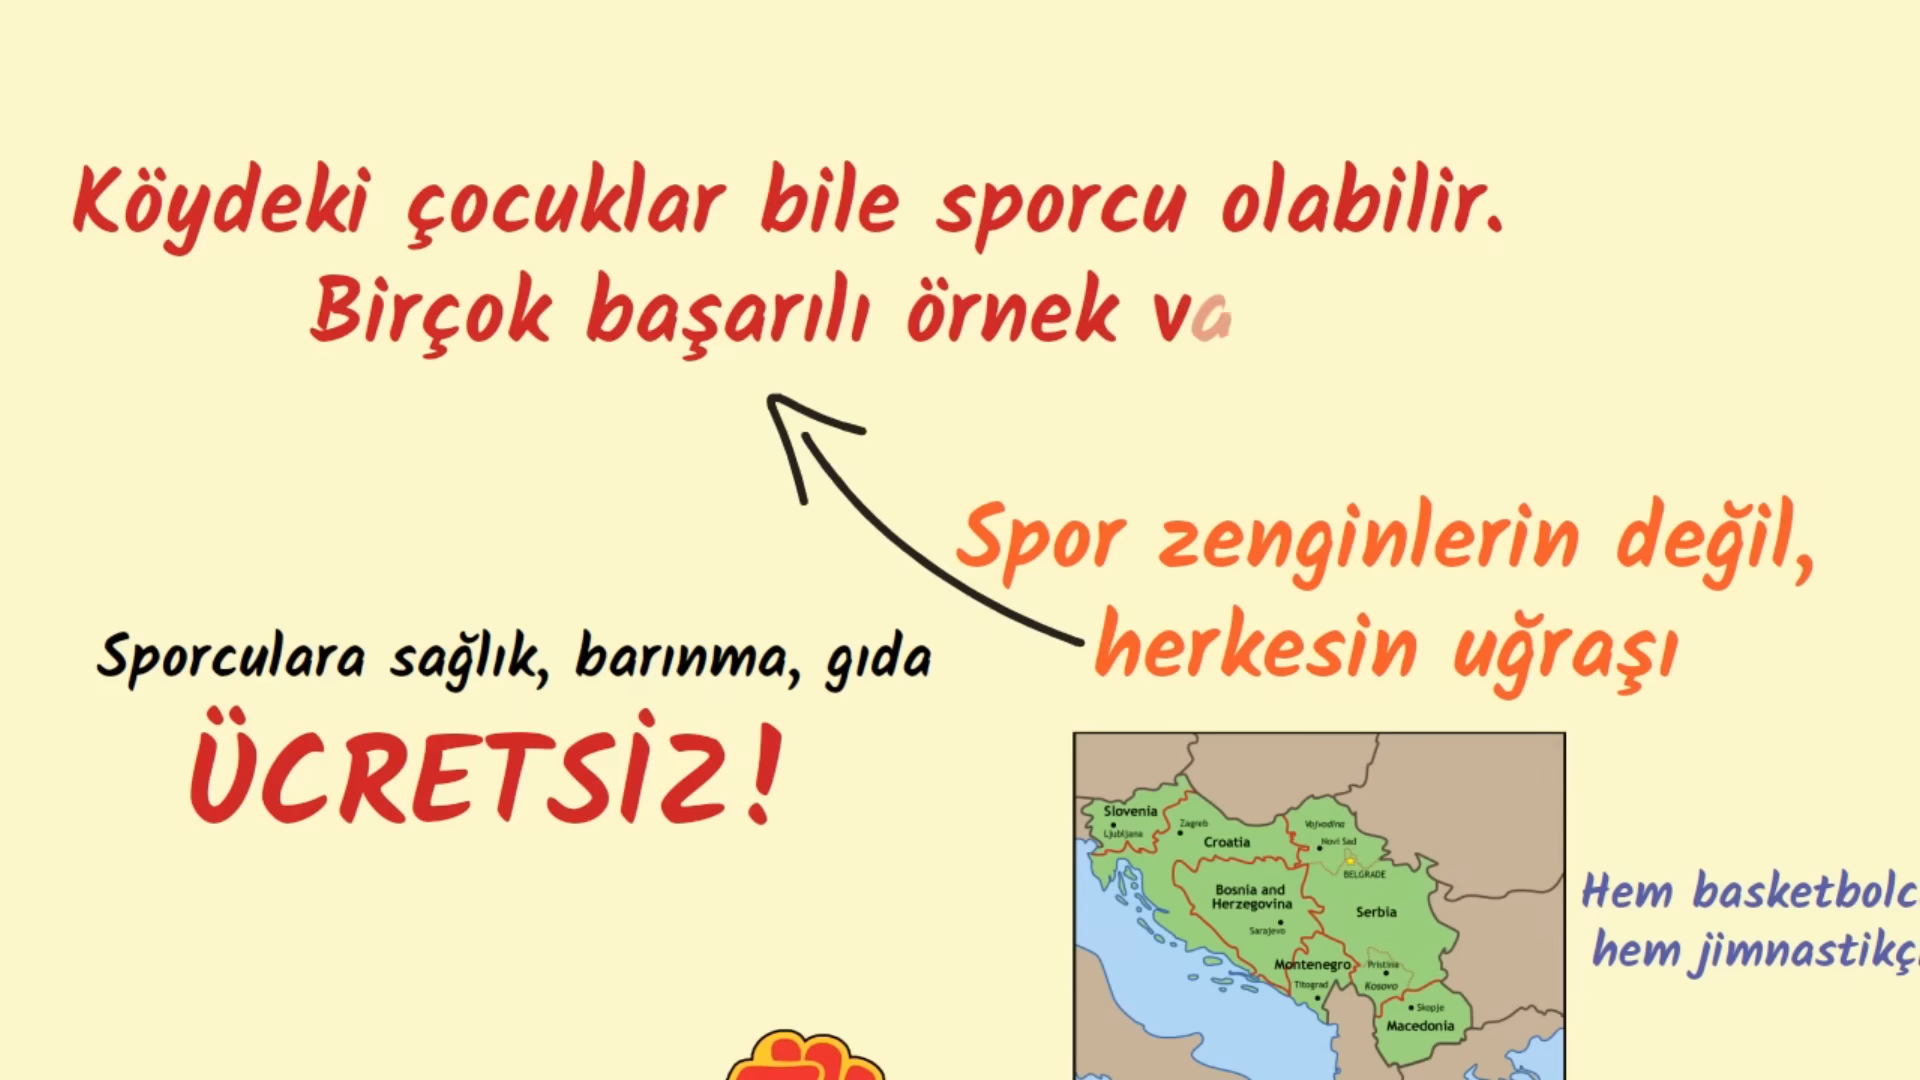 Köydeki çocuklar bile sporcu olabilir.
Birçok başarılı örnek va
Spor zenginlerin değil,
herkesin uğraşı
Sporculara sağlık, barınma, gıda
ÜCRETSİZ!
Slovenia
Ljubljana
Zagreb
Croatia
Vojvodina
Novi Sad
BELGRADE
Bosnia and
Herzegovina
Sarajevo
Serbia
Montenegro
Titograd
Pristina
Kosovo
Skopje
Macedonia
Hem basketbolc
hem jimnastikç